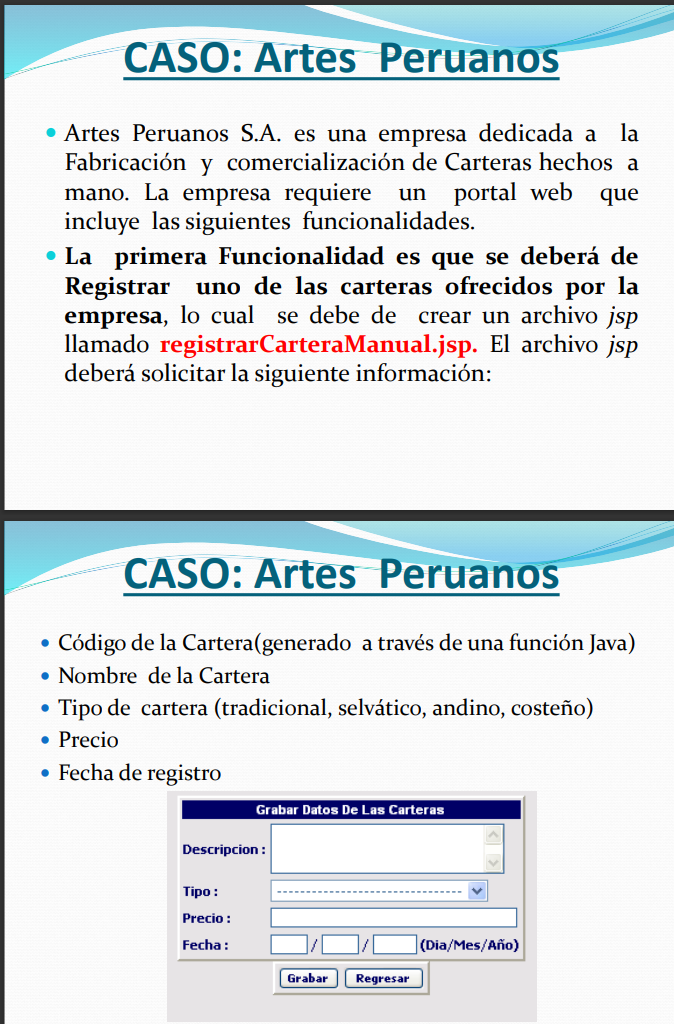 CASO: Artes Peruanos
Artes Peruanos S.A. es una empresa dedicada a la
Fabricación y comercialización de Carteras hechos a
mano. La empresa requiere un portal web que
incluye las siguientes funcionalidades.
La primera Funcionalidad es que se deberá de
Registrar uno de las carteras ofrecidos por la
empresa, lo cual se debe de crear un archivo jsp
llamado registrarCarteraManual.jsp. El archivo jsp
deberá solicitar la siguiente información:
CASO: Artes Peruanos
Código de la Cartera(generado a través de una función Java)
Nombre de la Cartera
Tipo de cartera (tradicional, selvático, andino, costeño)
Precio
Fecha de registro
Grabar Datos De Las Carteras
Descripcion :
Tipo : --------------------------------
Precio :
Fecha : / / (Dia/Mes/Año)
Grabar Regresar